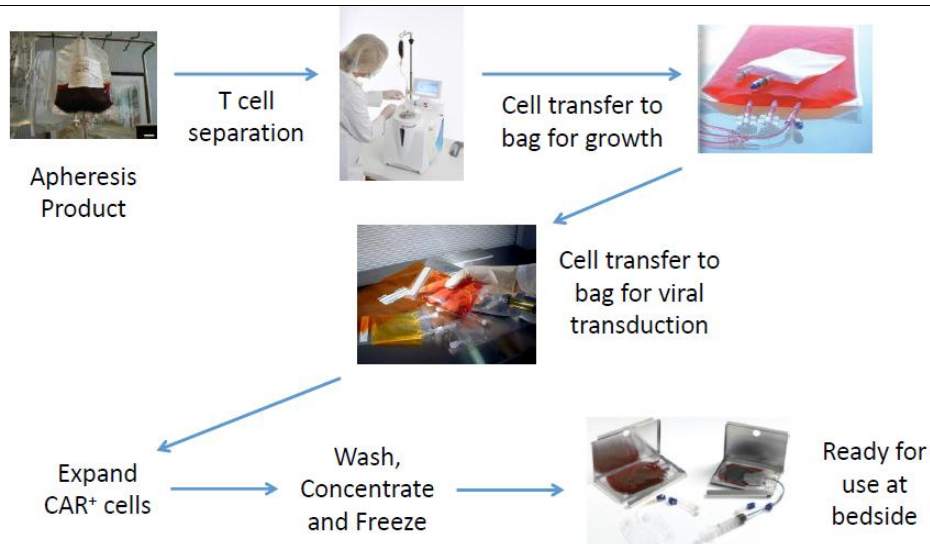 T cell
separation
Cell transfer to
bag for growth
Apheresis
Product
Cell transfer to
bag for viral
transduction
Expand
CAR⁺ cells
Wash,
Concentrate
and Freeze
Ready for
use at
bedside